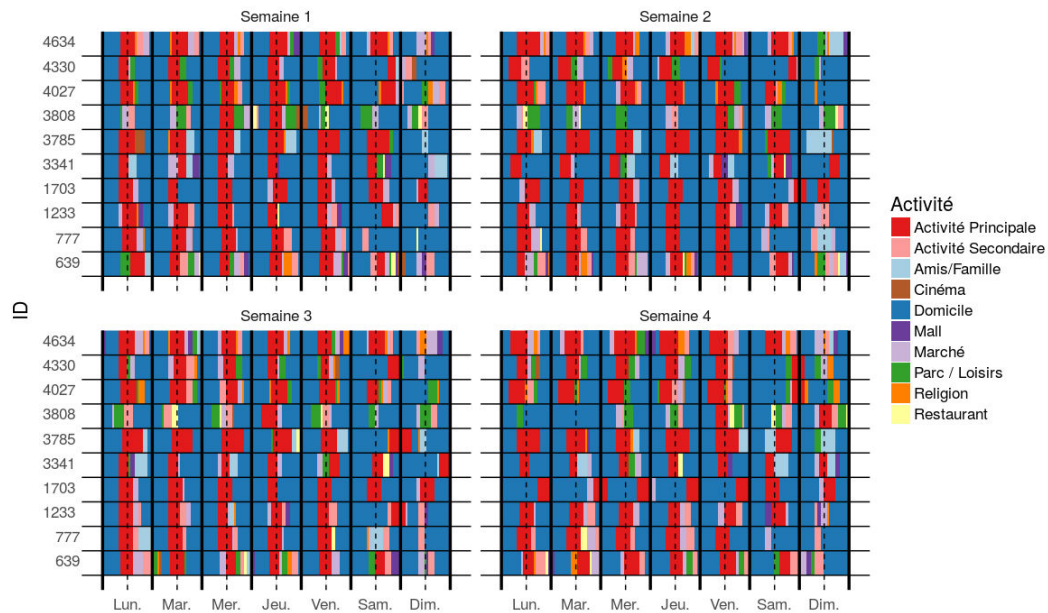 Semaine 1
Semaine 2
4634
4330
4027
3808
3785
3341
1703
1233
777
639
ID
Semaine 3
Semaine 4
4634
4330
4027
3808
3785
3341
1703
1233
777
639
Lun. Mar. Mer. Jeu. Ven. Sam. Dim.
Lun. Mar. Mer. Jeu. Ven. Sam. Dim.
Activité
Activité Principale
Activité Secondaire
Amis/Famille
Cinéma
Domicile
Mall
Marché
Parc / Loisirs
Religion
Restaurant